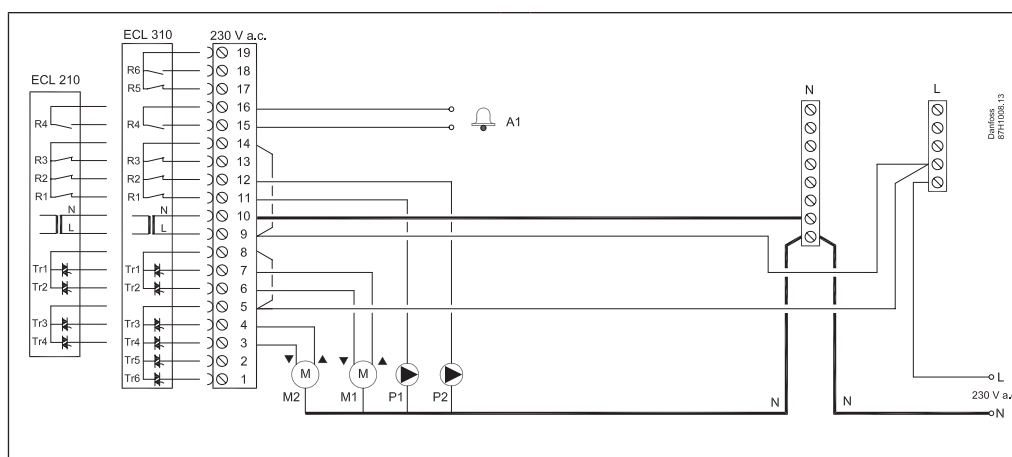 ECL 210
ECL 310
230 V a.c.
R4
R3
R2
R1
N
L
Tr1
Tr2
Tr3
Tr4
R6
R5
R4
R3
R2
R1
N
L
Tr1
Tr2
Tr3
Tr4
Tr5
Tr6
19
18
17
16
15
14
13
12
11
10
9
8
7
6
5
4
3
2
1
A1
M
M
M2
M1
P1
P2
N
L
Danfoss
87H1008.13
N
N
L
230 V a.c
N